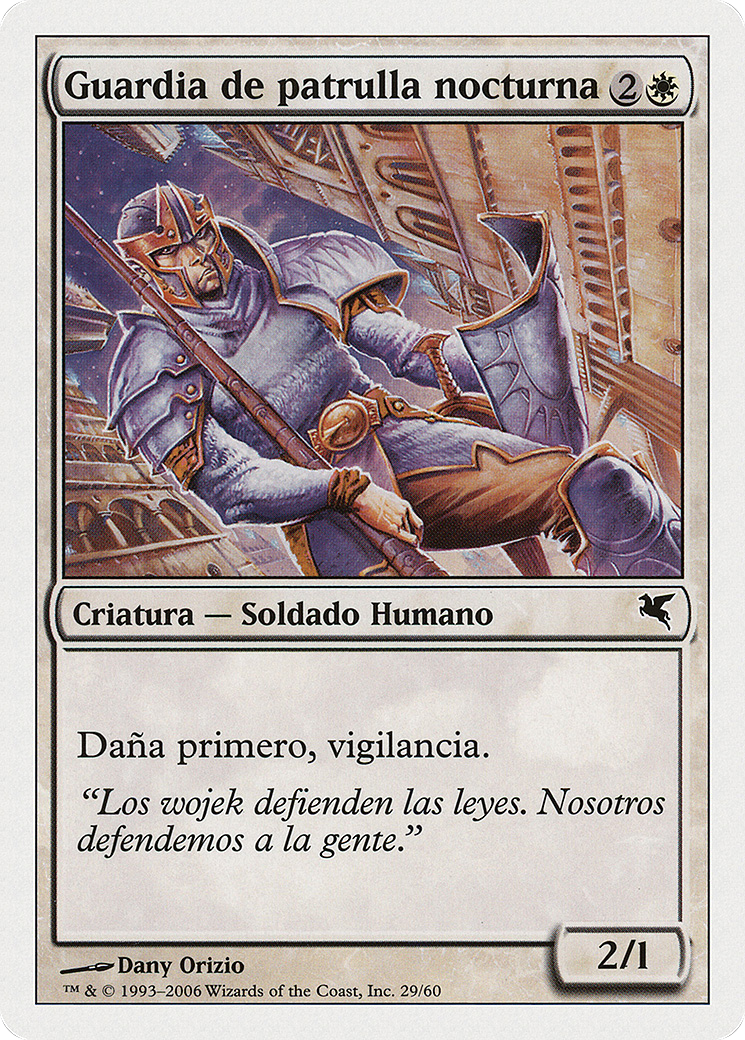 Guardia de patrulla nocturna 2
Criatura — Soldado Humano
Daña primero, vigilancia.
“Los wojek defienden las leyes. Nosotros
defendemos a la gente.”
2/1
Dany Orizio
™ & © 1993–2006 Wizards of the Coast, Inc. 29/60